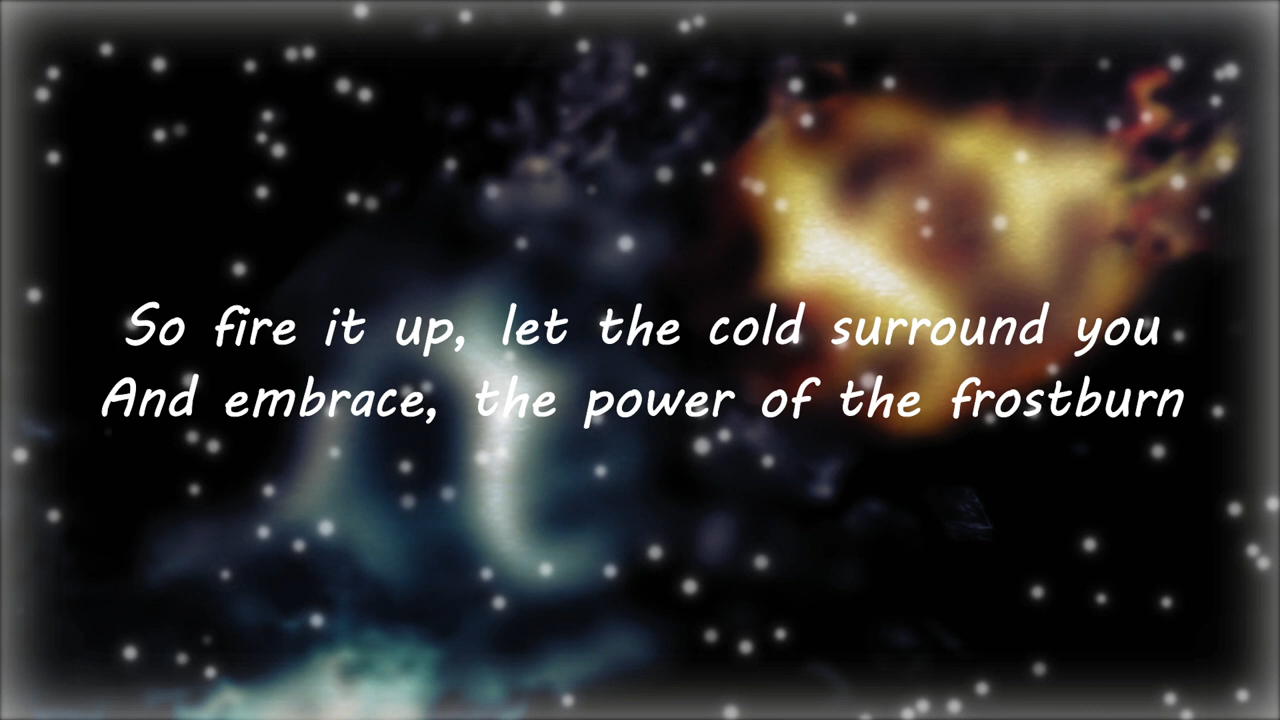 So fire it up, let the cold surround you
And embrace, the power of the frostburn